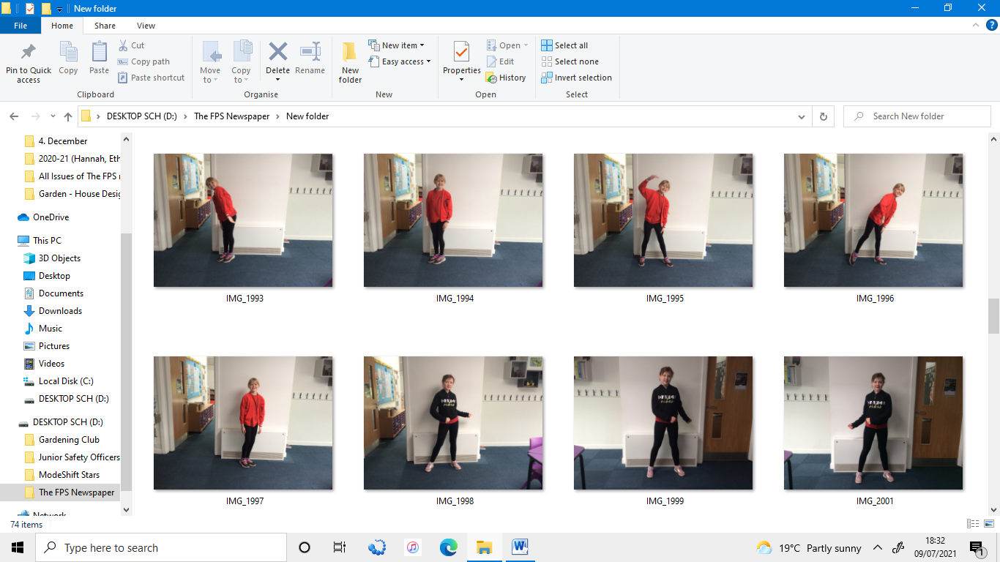 New folder
File Home Share View
Pin to Quick access
Copy
Paste
Cut
Copy path
Paste shortcut
Clipboard
Move to
Copy to
Delete
Rename
Organise
New folder
New item
Easy access
New
Properties
Open
Edit
History
Open
Select all
Select none
Invert selection
Select
DESKTOP SCH (D:) The FPS Newspaper New folder
Search New folder
4. December
2020-21 (Hannah, Eth
All Issues of The FPS
Garden - House Desig
OneDrive
This PC
3D Objects
Desktop
Documents
Downloads
Music
Pictures
Videos
Local Disk (C:)
DESKTOP SCH (D:)
DESKTOP SCH (D:)
Gardening Club
Junior Safety Officers
ModeShift Stars
The FPS Newspaper
Network
IMG_1993 IMG_1994 IMG_1995 IMG_1996
IMG_1997 IMG_1998 IMG_1999 IMG_2001
74 items
Type here to search
19°C Partly sunny
18:32
09/07/2021
1